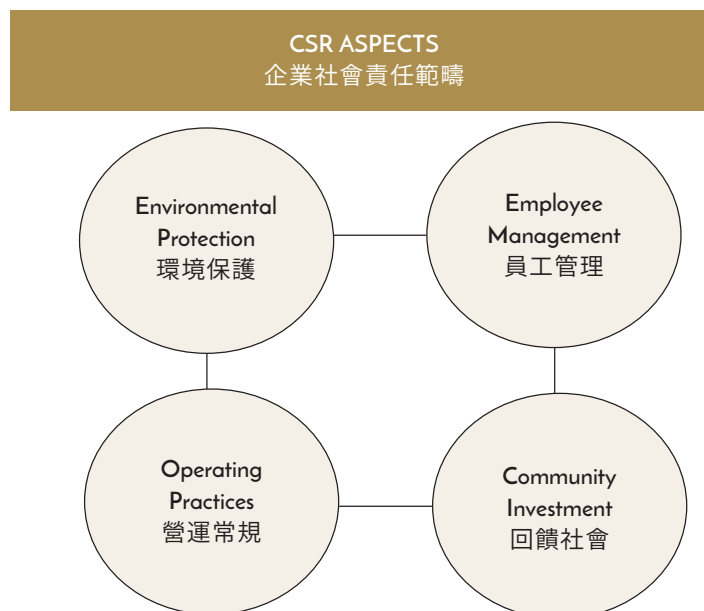 CSR ASPECTS
企業社會責任範疇
Environmental
Protection
環境保護
Employee
Management
員工管理
Operating
Practices
營運常規
Community
Investment
回饋社會